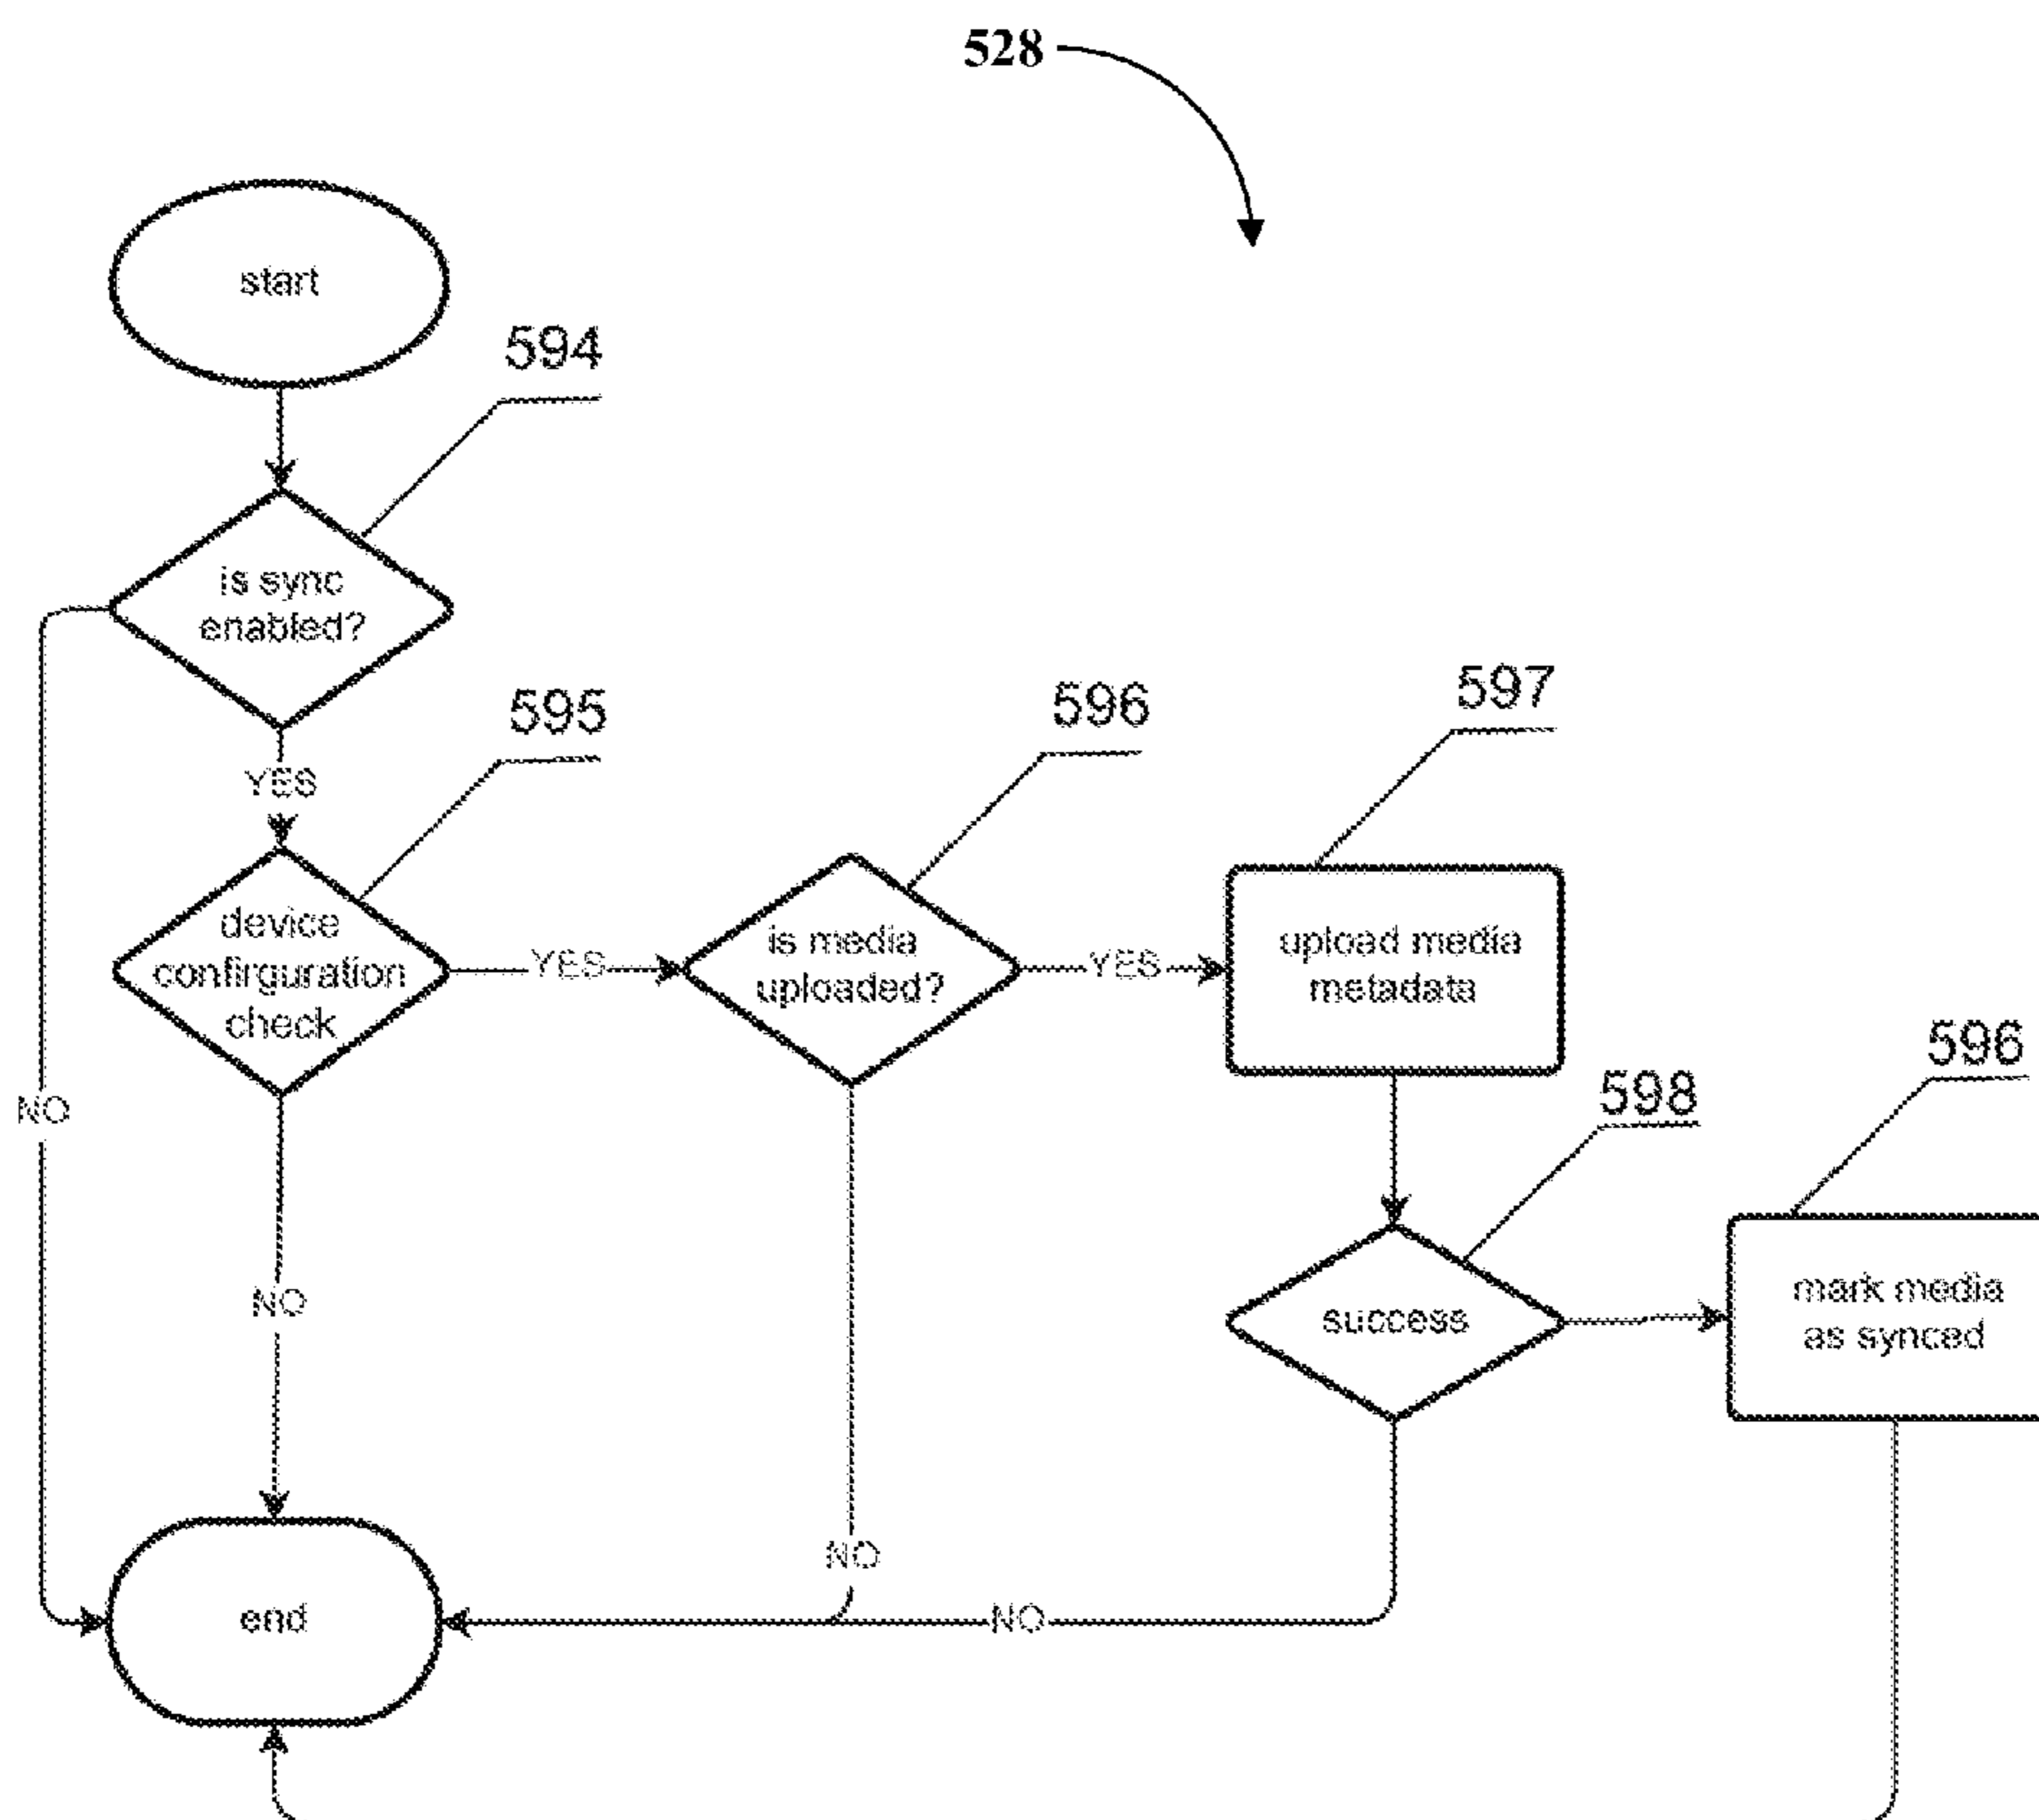 528
start
594
is sync
enabled?
YES
595
596
597
device
confirguration
check
YES
is media
uploaded?
YES
upload media
metadata
NO
598
596
NO
success
mark media
as synced
NO
NO
end